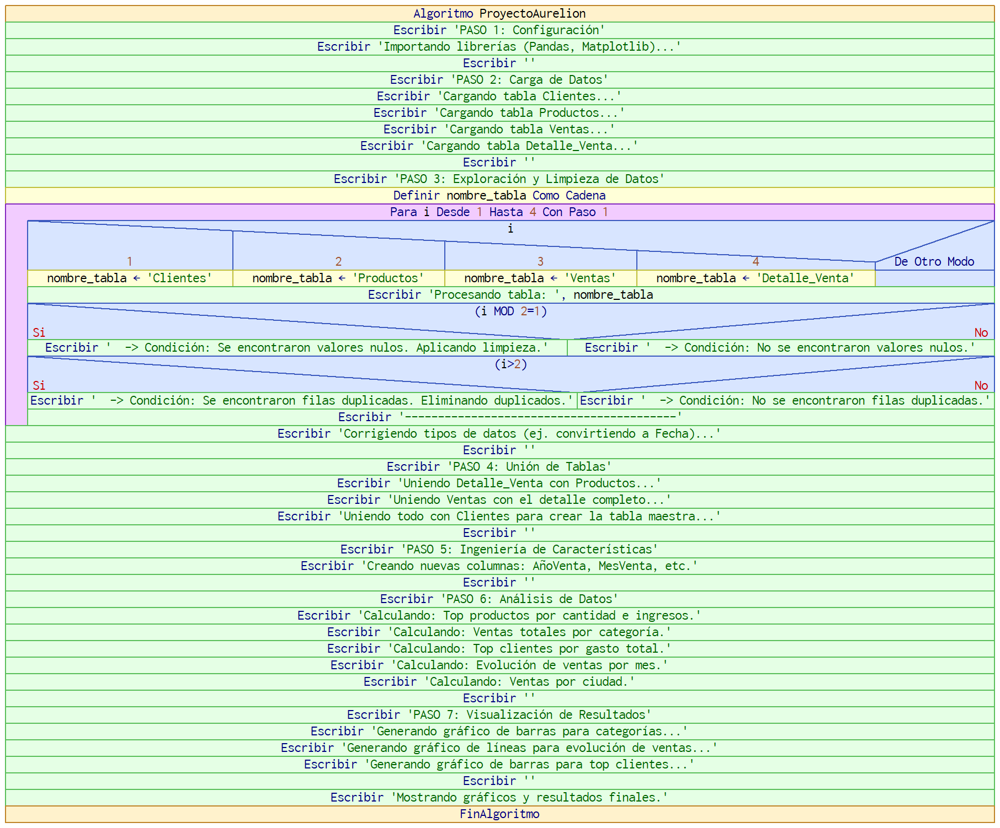 Algoritmo ProyectoAurelion
Escribir 'PASO 1: Configuración'
Escribir 'Importando librerías (Pandas, Matplotlib)...'
Escribir ''
Escribir 'PASO 2: Carga de Datos'
Escribir 'Cargando tabla Clientes...'
Escribir 'Cargando tabla Productos...'
Escribir 'Cargando tabla Ventas...'
Escribir 'Cargando tabla Detalle_Venta...'
Escribir ''
Escribir 'PASO 3: Exploración y Limpieza de Datos'
Definir nombre_tabla Como Cadena
Para i Desde 1 Hasta 4 Con Paso 1
i
1 2 3 4 De Otro Modo
nombre_tabla ← 'Clientes' nombre_tabla ← 'Productos' nombre_tabla ← 'Ventas' nombre_tabla ← 'Detalle_Venta'
Escribir 'Procesando tabla: ', nombre_tabla
(i MOD 2=1)
Si No
Escribir '  -> Condición: Se encontraron valores nulos. Aplicando limpieza.' Escribir '  -> Condición: No se encontraron valores nulos.'
(i>2)
Si No
Escribir '  -> Condición: Se encontraron filas duplicadas. Eliminando duplicados.' Escribir '  -> Condición: No se encontraron filas duplicadas.'
Escribir '-----------------------------------------'
Escribir 'Corrigiendo tipos de datos (ej. convirtiendo a Fecha)...'
Escribir ''
Escribir 'PASO 4: Unión de Tablas'
Escribir 'Uniendo Detalle_Venta con Productos...'
Escribir 'Uniendo Ventas con el detalle completo...'
Escribir 'Uniendo todo con Clientes para crear la tabla maestra...'
Escribir ''
Escribir 'PASO 5: Ingeniería de Características'
Escribir 'Creando nuevas columnas: AñoVenta, MesVenta, etc.'
Escribir ''
Escribir 'PASO 6: Análisis de Datos'
Escribir 'Calculando: Top productos por cantidad e ingresos.'
Escribir 'Calculando: Ventas totales por categoría.'
Escribir 'Calculando: Top clientes por gasto total.'
Escribir 'Calculando: Evolución de ventas por mes.'
Escribir 'Calculando: Ventas por ciudad.'
Escribir ''
Escribir 'PASO 7: Visualización de Resultados'
Escribir 'Generando gráfico de barras para categorías...'
Escribir 'Generando gráfico de líneas para evolución de ventas...'
Escribir 'Generando gráfico de barras para top clientes...'
Escribir ''
Escribir 'Mostrando gráficos y resultados finales.'
FinAlgoritmo